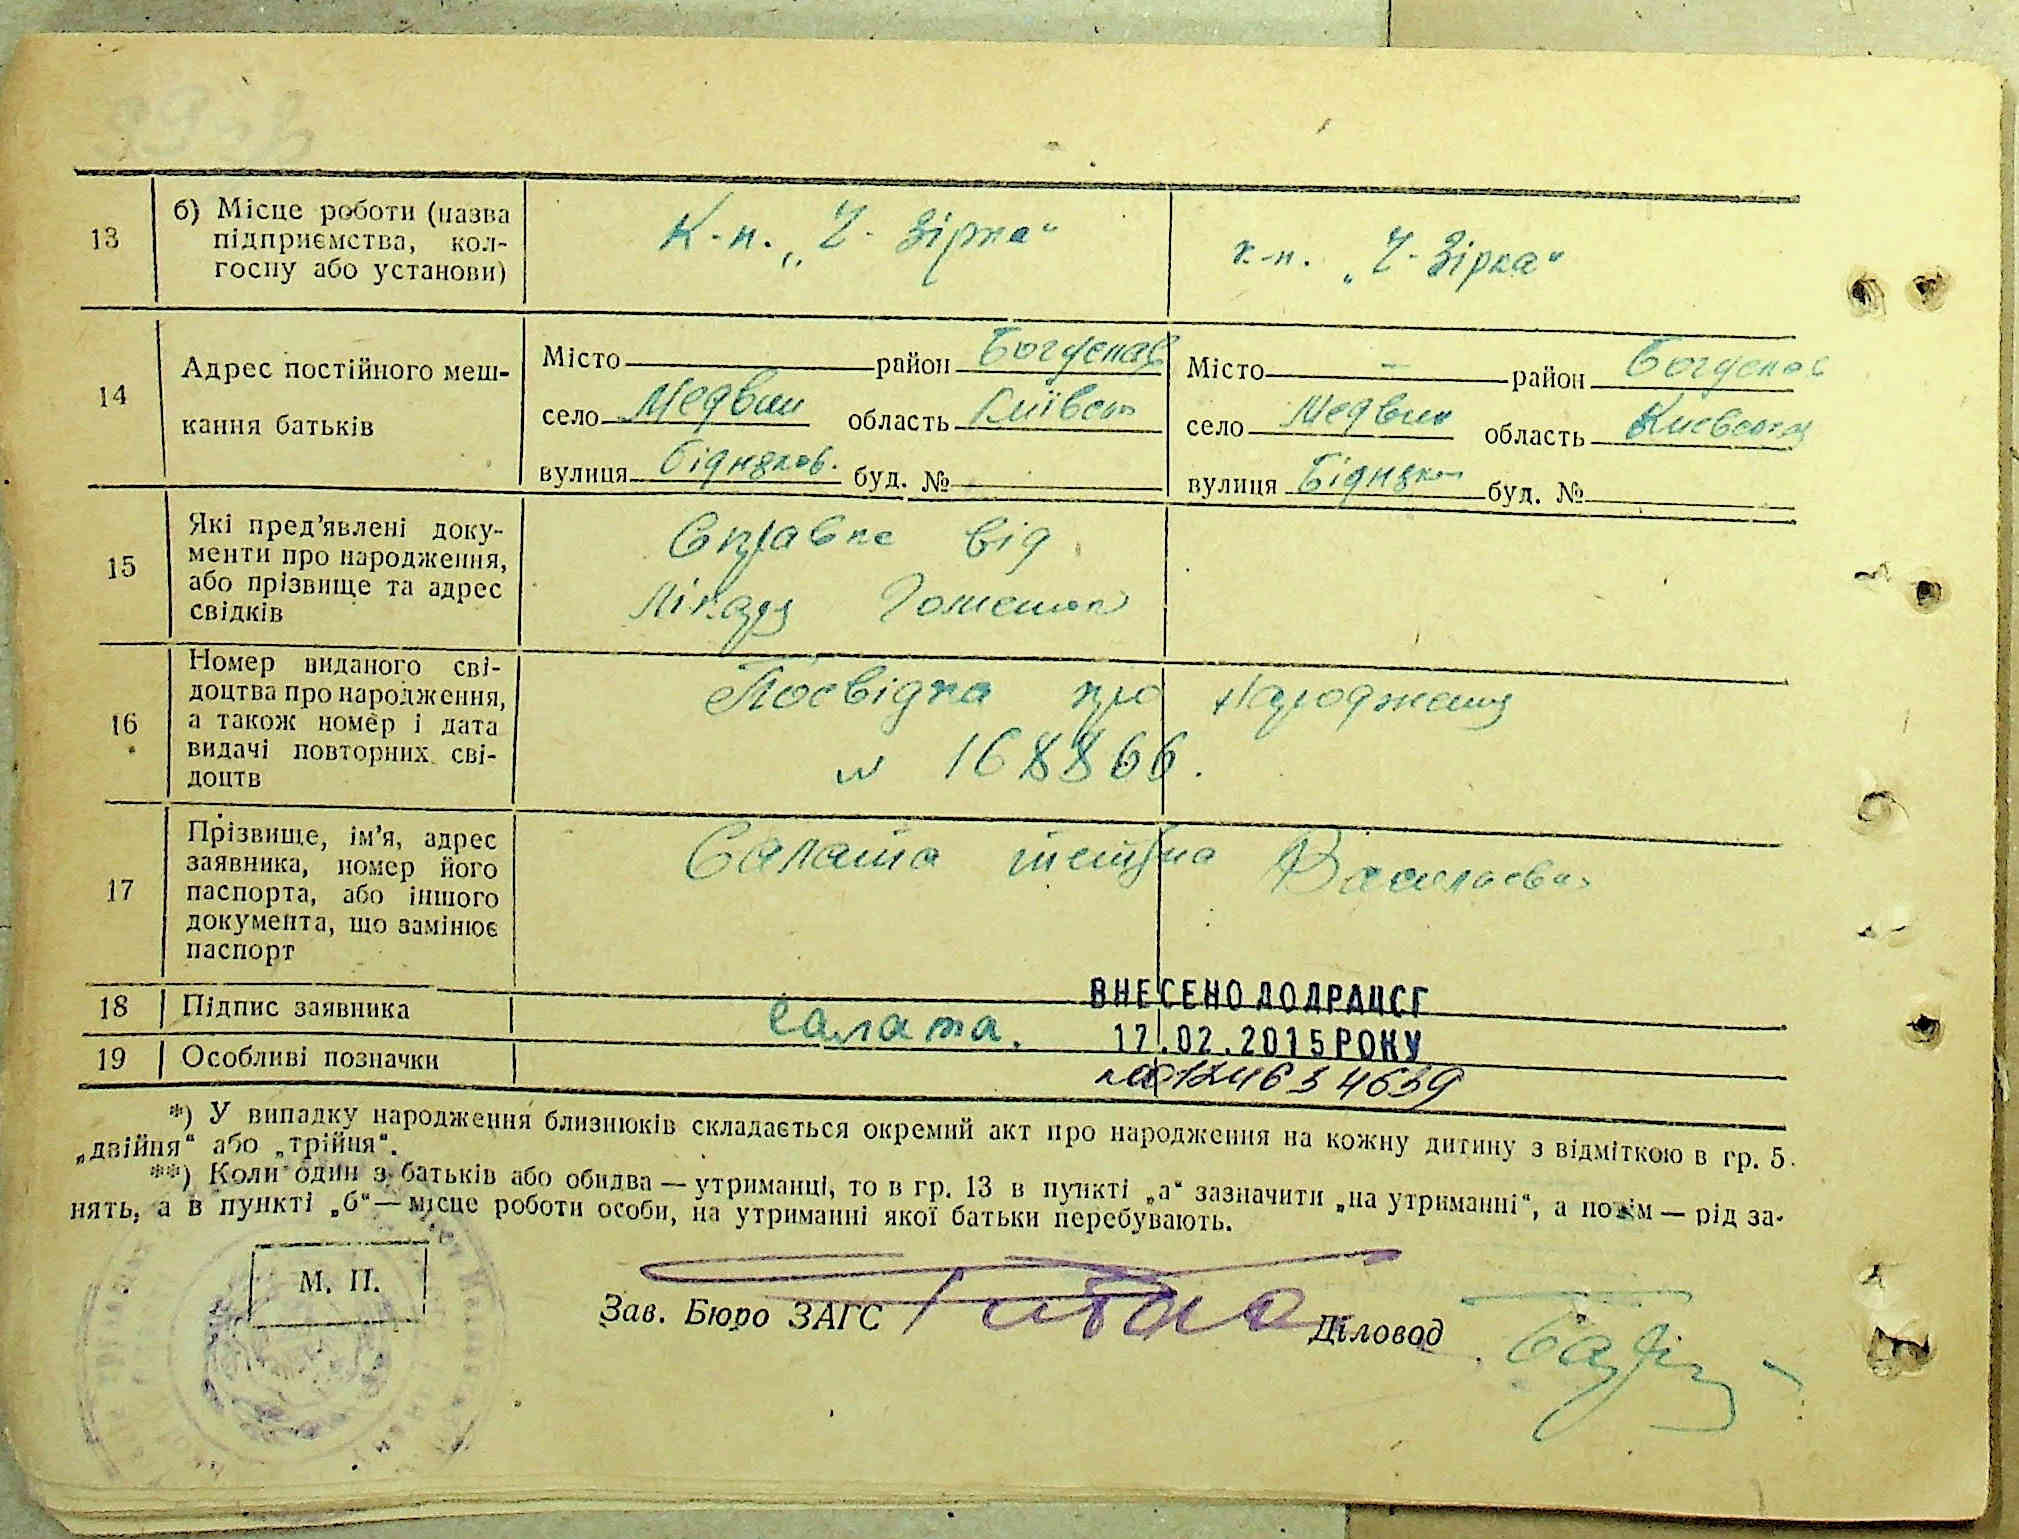 13
б) Місце роботи (назва
підприємства, кол-
госпу або установи)
К-п. „Ч-Зірка“
к-п. „Ч-Зірка“
14
Адрес постійного меш-
кання батьків
Місто район Богуслав
село Медвин область Київськ
вулиця бідняков. буд. №
Місто - район Богуслав
село Медвин область
вулиця буд. №
15
Які пред’явлені доку-
менти про народження,
або прізвище та адрес
свідків
Справка від
Лікаря
16
Номер виданого сві-
доцтва про народження,
а також номер і дата
видачі повторних сві-
доцтв
Посвідка про народження
№ 168866.
17
Прізвище, ім’я, адрес
заявника, номер його
паспорта, або іншого
документа, що замінює
паспорт
Салата
18
Підпис заявника
Салата.
ВНЕСЕНО ДО ДРАЦСГ
17.02.2015 РОКУ
19
Особливі позначки
*) У випадку народження близнюків складається окремий акт про народження на кожну дитину з відміткою в гр. 5.
„двійня“ або „трійня“.
**) Коли один з батьків або обидва — утриманці, то в гр. 13 в пункті „а“ зазначити „на утриманні“, а потім — рід за-
нять, а в пункті „б“ — місце роботи особи, на утриманні якої батьки перебувають.
М. П.
Зав. Бюро ЗАГС
Діловод